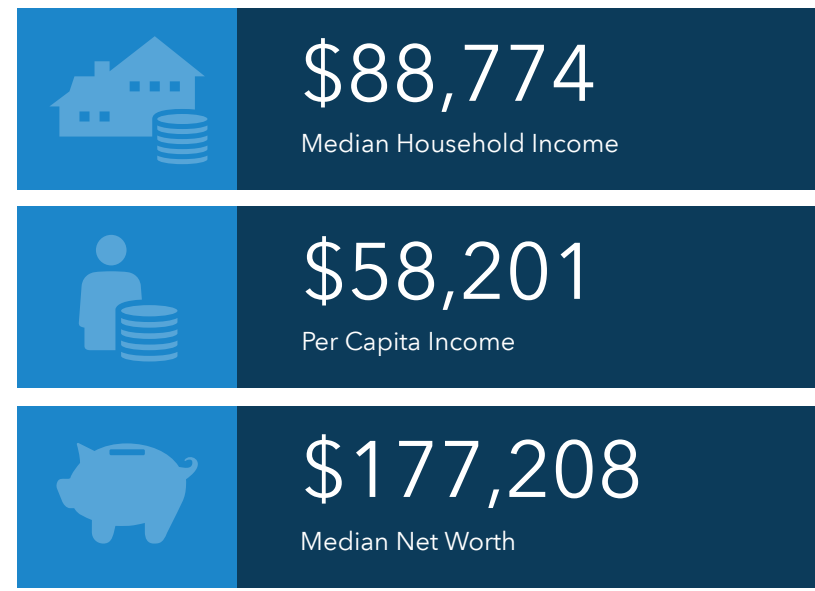 $88,774
Median Household Income
$58,201
Per Capita Income
$177,208
Median Net Worth